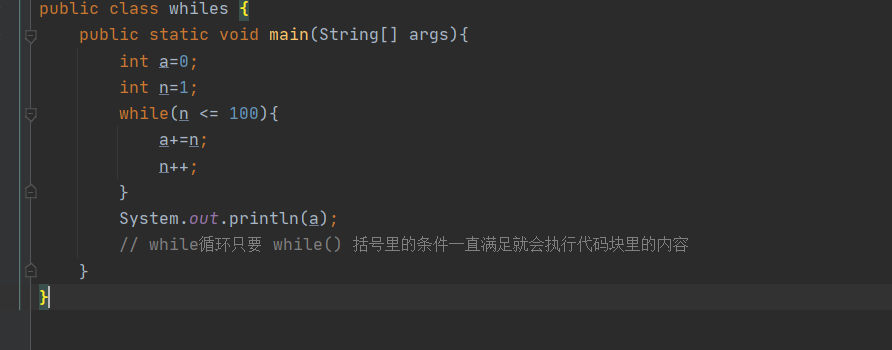 public class whiles {
public static void main(String[] args){
int a=0;
int n=1;
while(n <= 100){
a+=n;
n++;
}
System.out.println(a);
// while循环只要 while() 括号里的条件一直满足就会执行代码块里的内容
}
}